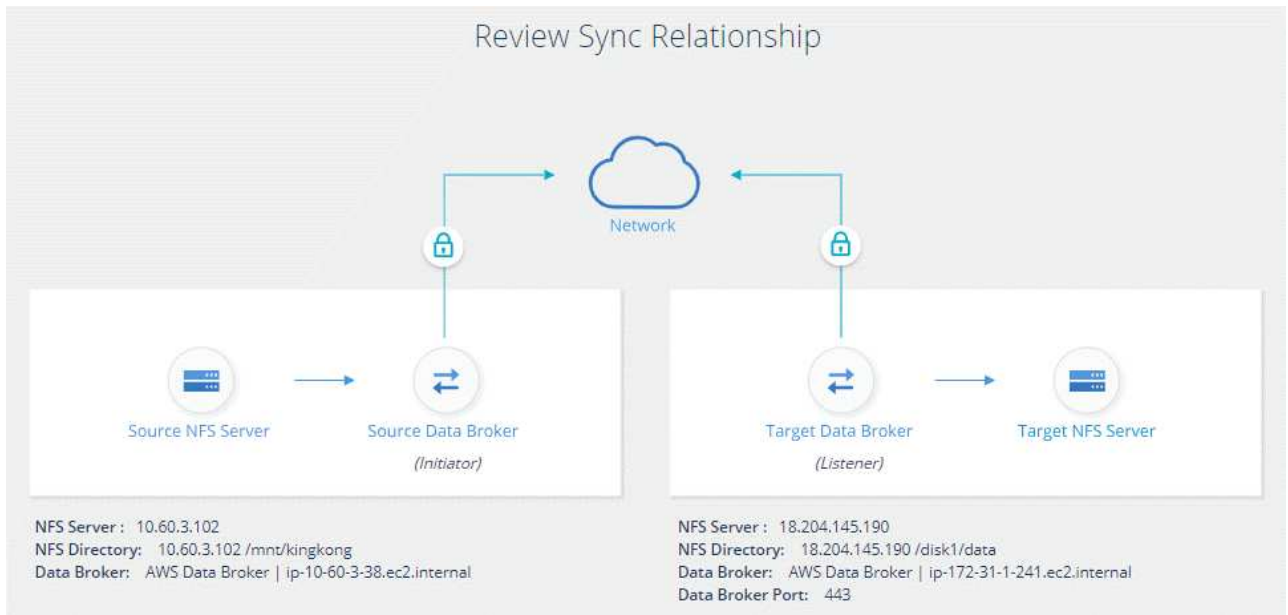 Review Sync Relationship
Network
Source NFS Server
Source Data Broker
(Initiator)
Target Data Broker
(Listener)
Target NFS Server
NFS Server : 10.60.3.102
NFS Directory: 10.60.3.102 /mnt/kingkong
Data Broker: AWS Data Broker | ip-10-60-3-38.ec2.internal
NFS Server : 18.204.145.190
NFS Directory: 18.204.145.190 /disk1/data
Data Broker: AWS Data Broker | ip-172-31-1-241.ec2.internal
Data Broker Port: 443